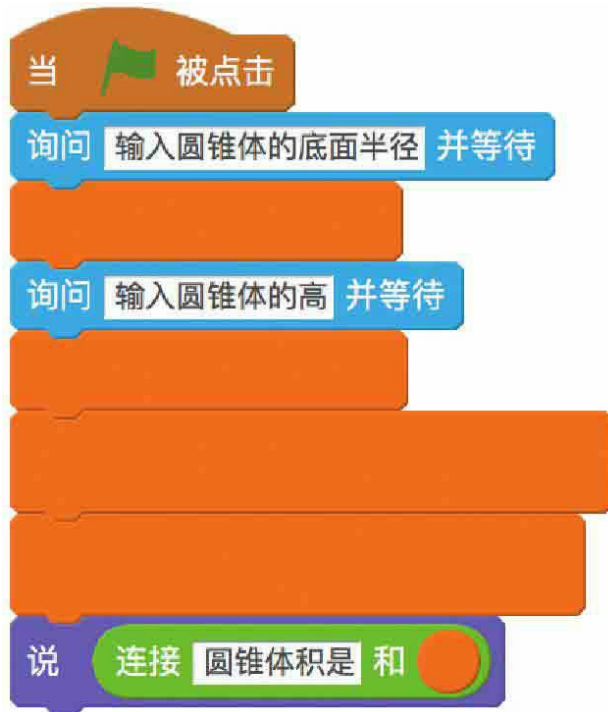 当 被点击
询问 输入圆锥体的底面半径 并等待
询问 输入圆锥体的高 并等待
说 连接 圆锥体积是 和